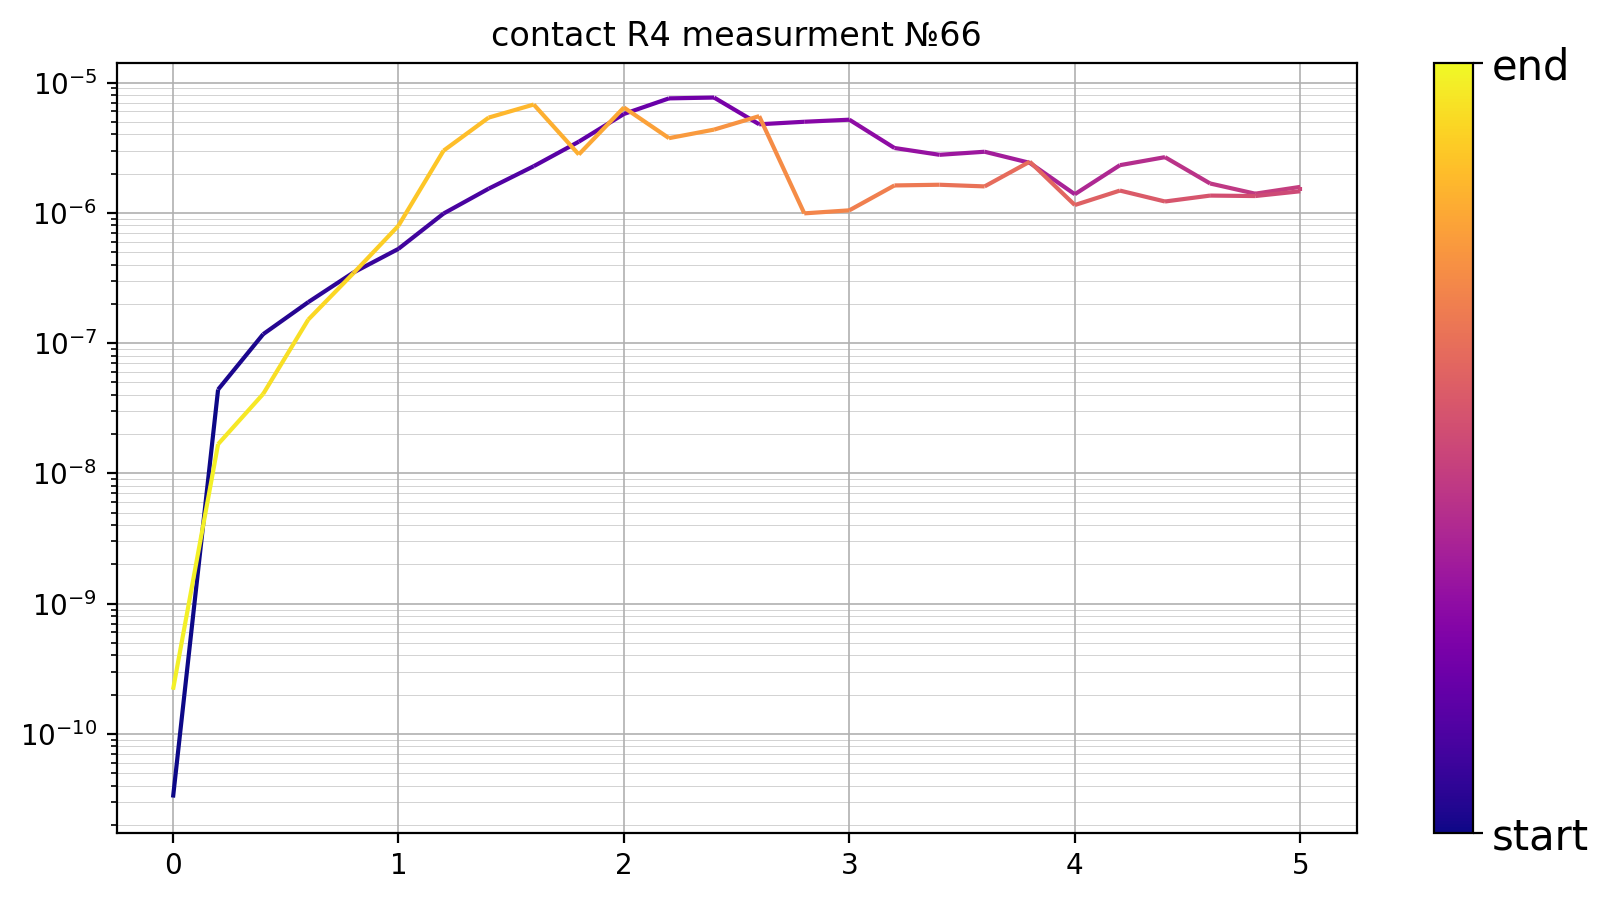 contact R4 measurment №66
10⁻⁵
10⁻⁶
10⁻⁷
10⁻⁸
10⁻⁹
10⁻¹⁰
0 1 2 3 4 5
end
start